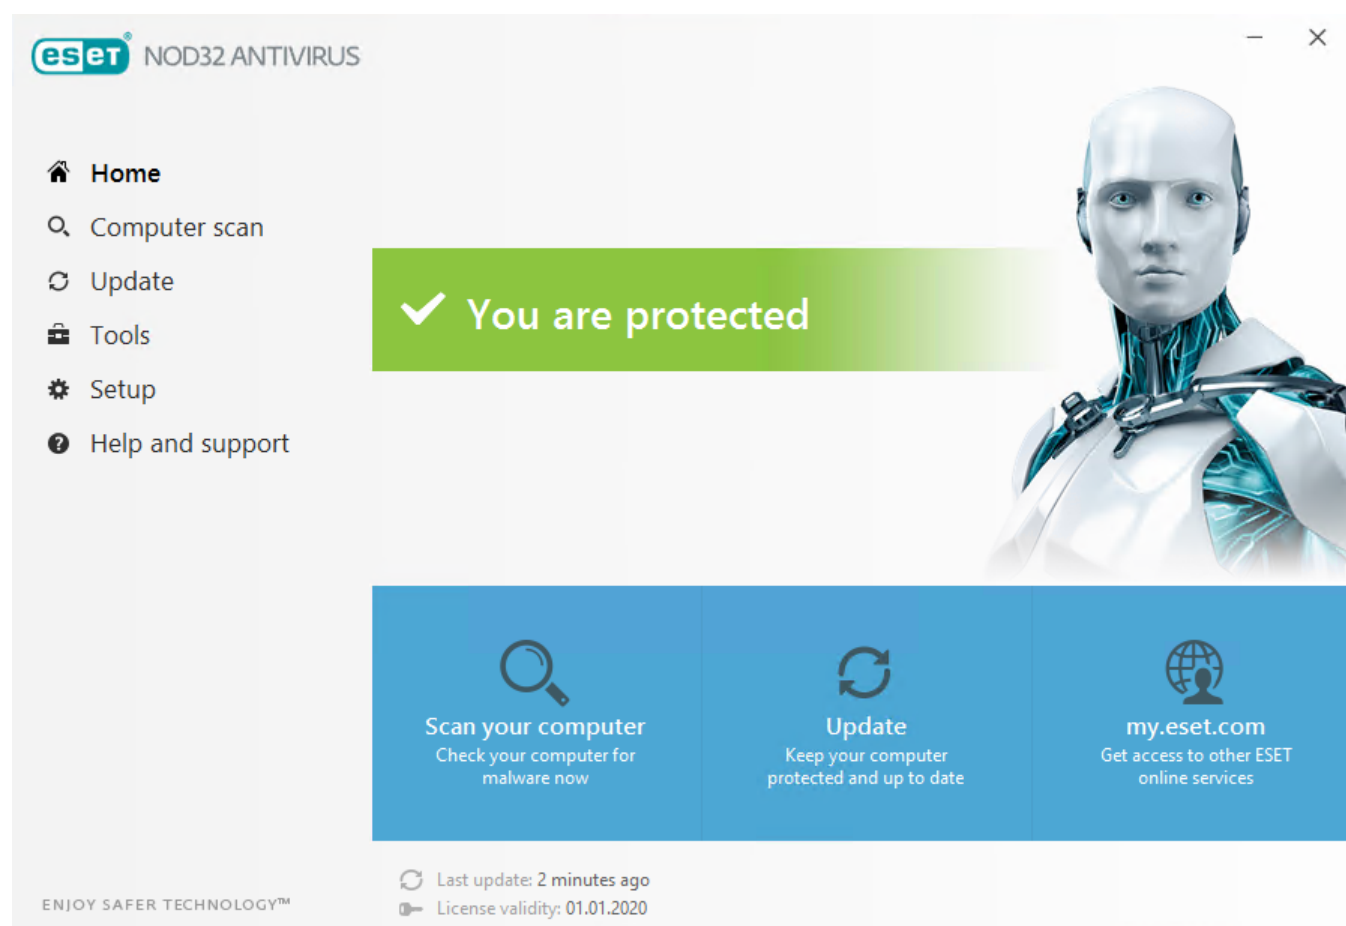 eset® NOD32 ANTIVIRUS
Home
Computer scan
Update
Tools
Setup
Help and support
You are protected
Scan your computer
Check your computer for
malware now
Update
Keep your computer
protected and up to date
my.eset.com
Get access to other ESET
online services
Last update: 2 minutes ago
License validity: 01.01.2020
ENJOY SAFER TECHNOLOGY™